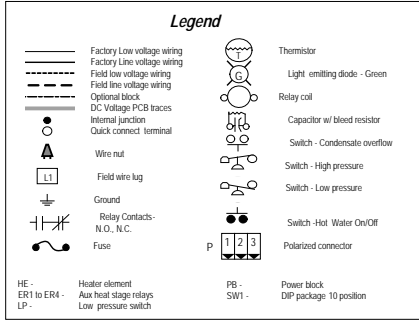 Legend
Factory Low voltage wiring
Factory Line voltage wiring
Field low voltage wiring
Field line voltage wiring
Optional block
DC Voltage PCB traces
Internal junction
Quick connect terminal
Wire nut
L1 Field wire lug
Ground
Relay Contacts-
N.O., N.C.
Fuse
T Thermistor
G Light emitting diode - Green
Relay coil
Capacitor w/ bleed resistor
Switch - Condensate overflow
Switch - High pressure
Switch - Low pressure
Switch -Hot Water On/Off
P 1 2 3 Polarized connector
HE - Heater element
ER1 to ER4 - Aux heat stage relays
LP - Low pressure switch
PB - Power block
SW1 - DIP package 10 position